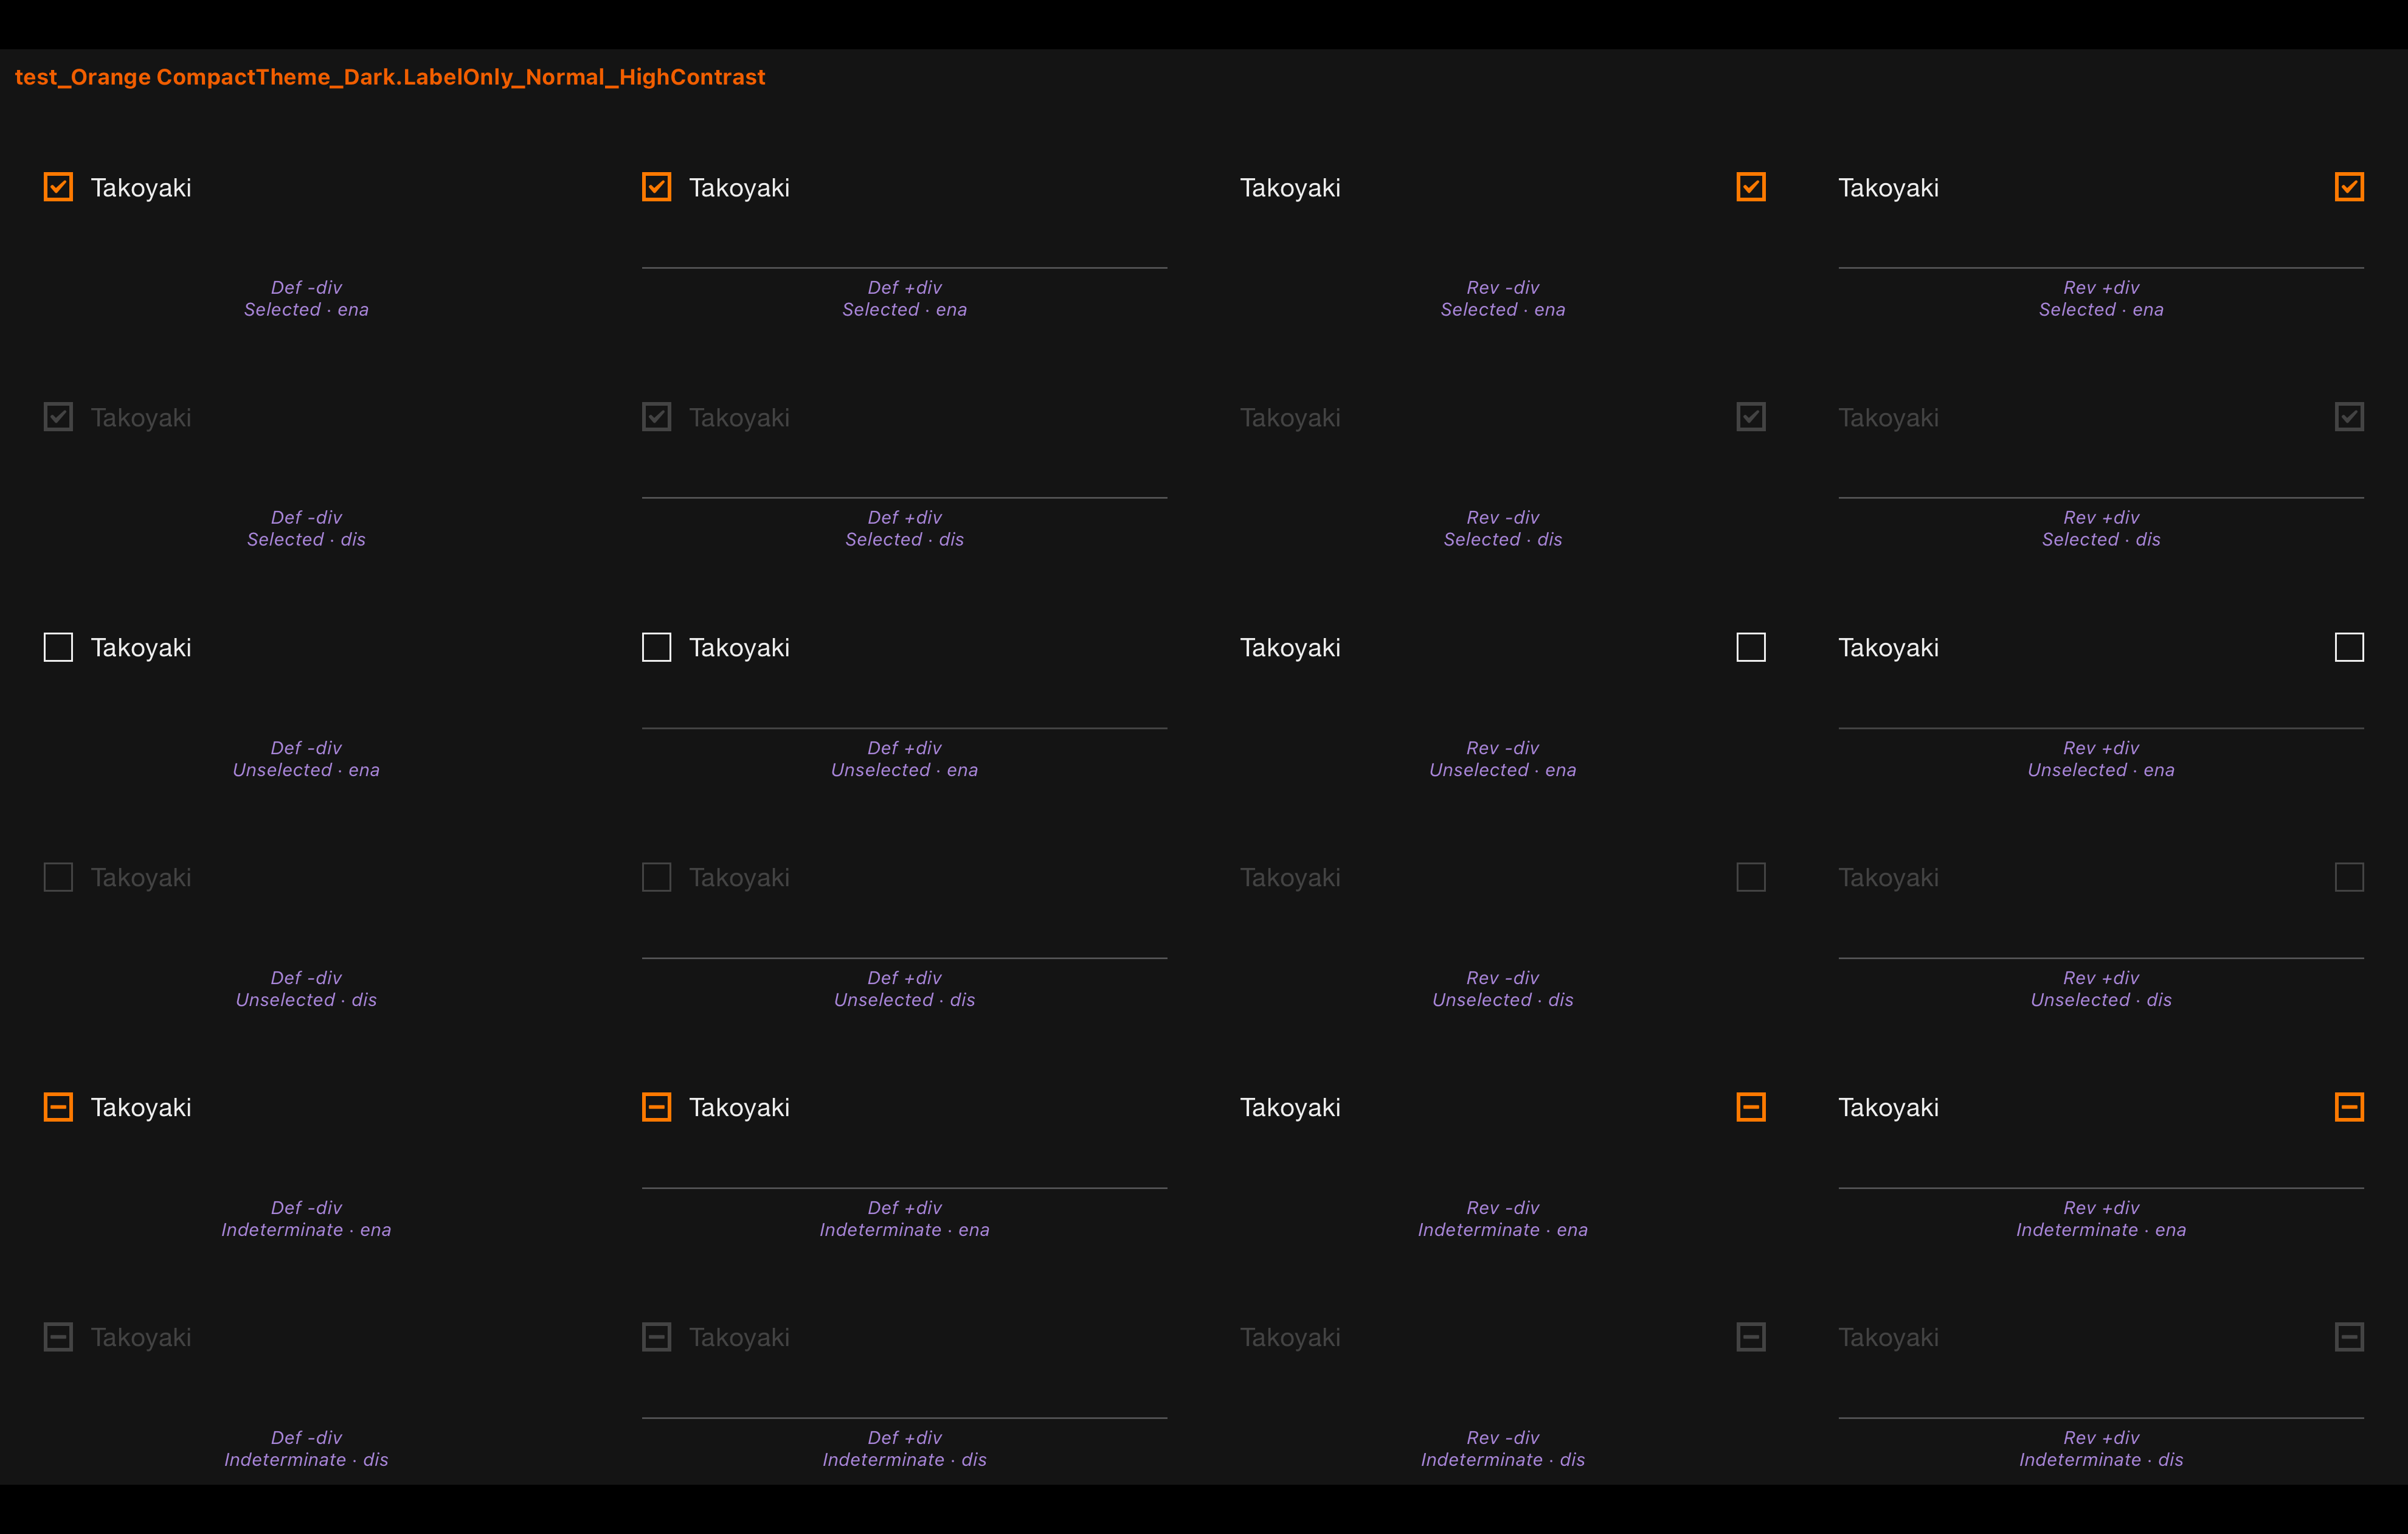 test_Orange CompactTheme_Dark.LabelOnly_Normal_HighContrast
Takoyaki
Takoyaki
Takoyaki
Takoyaki
Def -div
Selected · ena
Def +div
Selected · ena
Rev -div
Selected · ena
Rev +div
Selected · ena
Takoyaki
Takoyaki
Takoyaki
Takoyaki
Def -div
Selected · dis
Def +div
Selected · dis
Rev -div
Selected · dis
Rev +div
Selected · dis
Takoyaki
Takoyaki
Takoyaki
Takoyaki
Def -div
Unselected · ena
Def +div
Unselected · ena
Rev -div
Unselected · ena
Rev +div
Unselected · ena
Takoyaki
Takoyaki
Takoyaki
Takoyaki
Def -div
Unselected · dis
Def +div
Unselected · dis
Rev -div
Unselected · dis
Rev +div
Unselected · dis
Takoyaki
Takoyaki
Takoyaki
Takoyaki
Def -div
Indeterminate · ena
Def +div
Indeterminate · ena
Rev -div
Indeterminate · ena
Rev +div
Indeterminate · ena
Takoyaki
Takoyaki
Takoyaki
Takoyaki
Def -div
Indeterminate · dis
Def +div
Indeterminate · dis
Rev -div
Indeterminate · dis
Rev +div
Indeterminate · dis